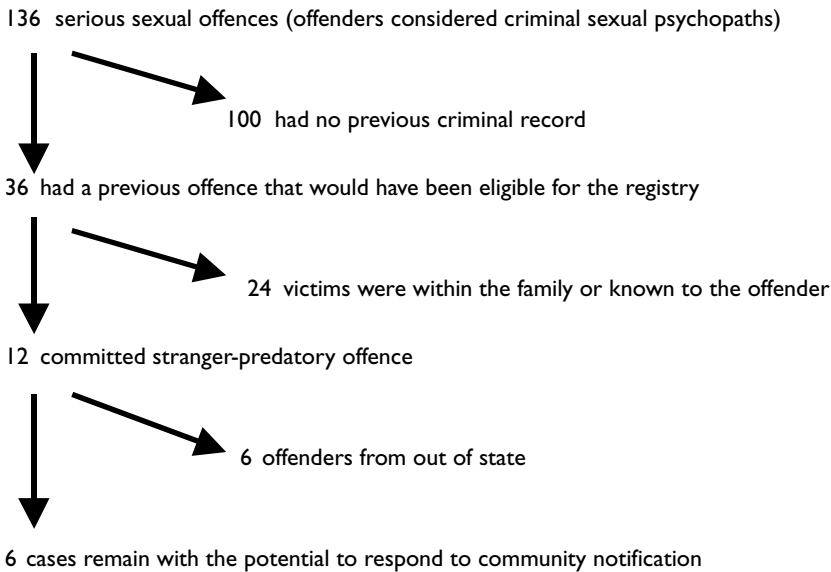 136 serious sexual offences (offenders considered criminal sexual psychopaths)
100 had no previous criminal record
36 had a previous offence that would have been eligible for the registry
24 victims were within the family or known to the offender
12 committed stranger-predatory offence
6 offenders from out of state
6 cases remain with the potential to respond to community notification